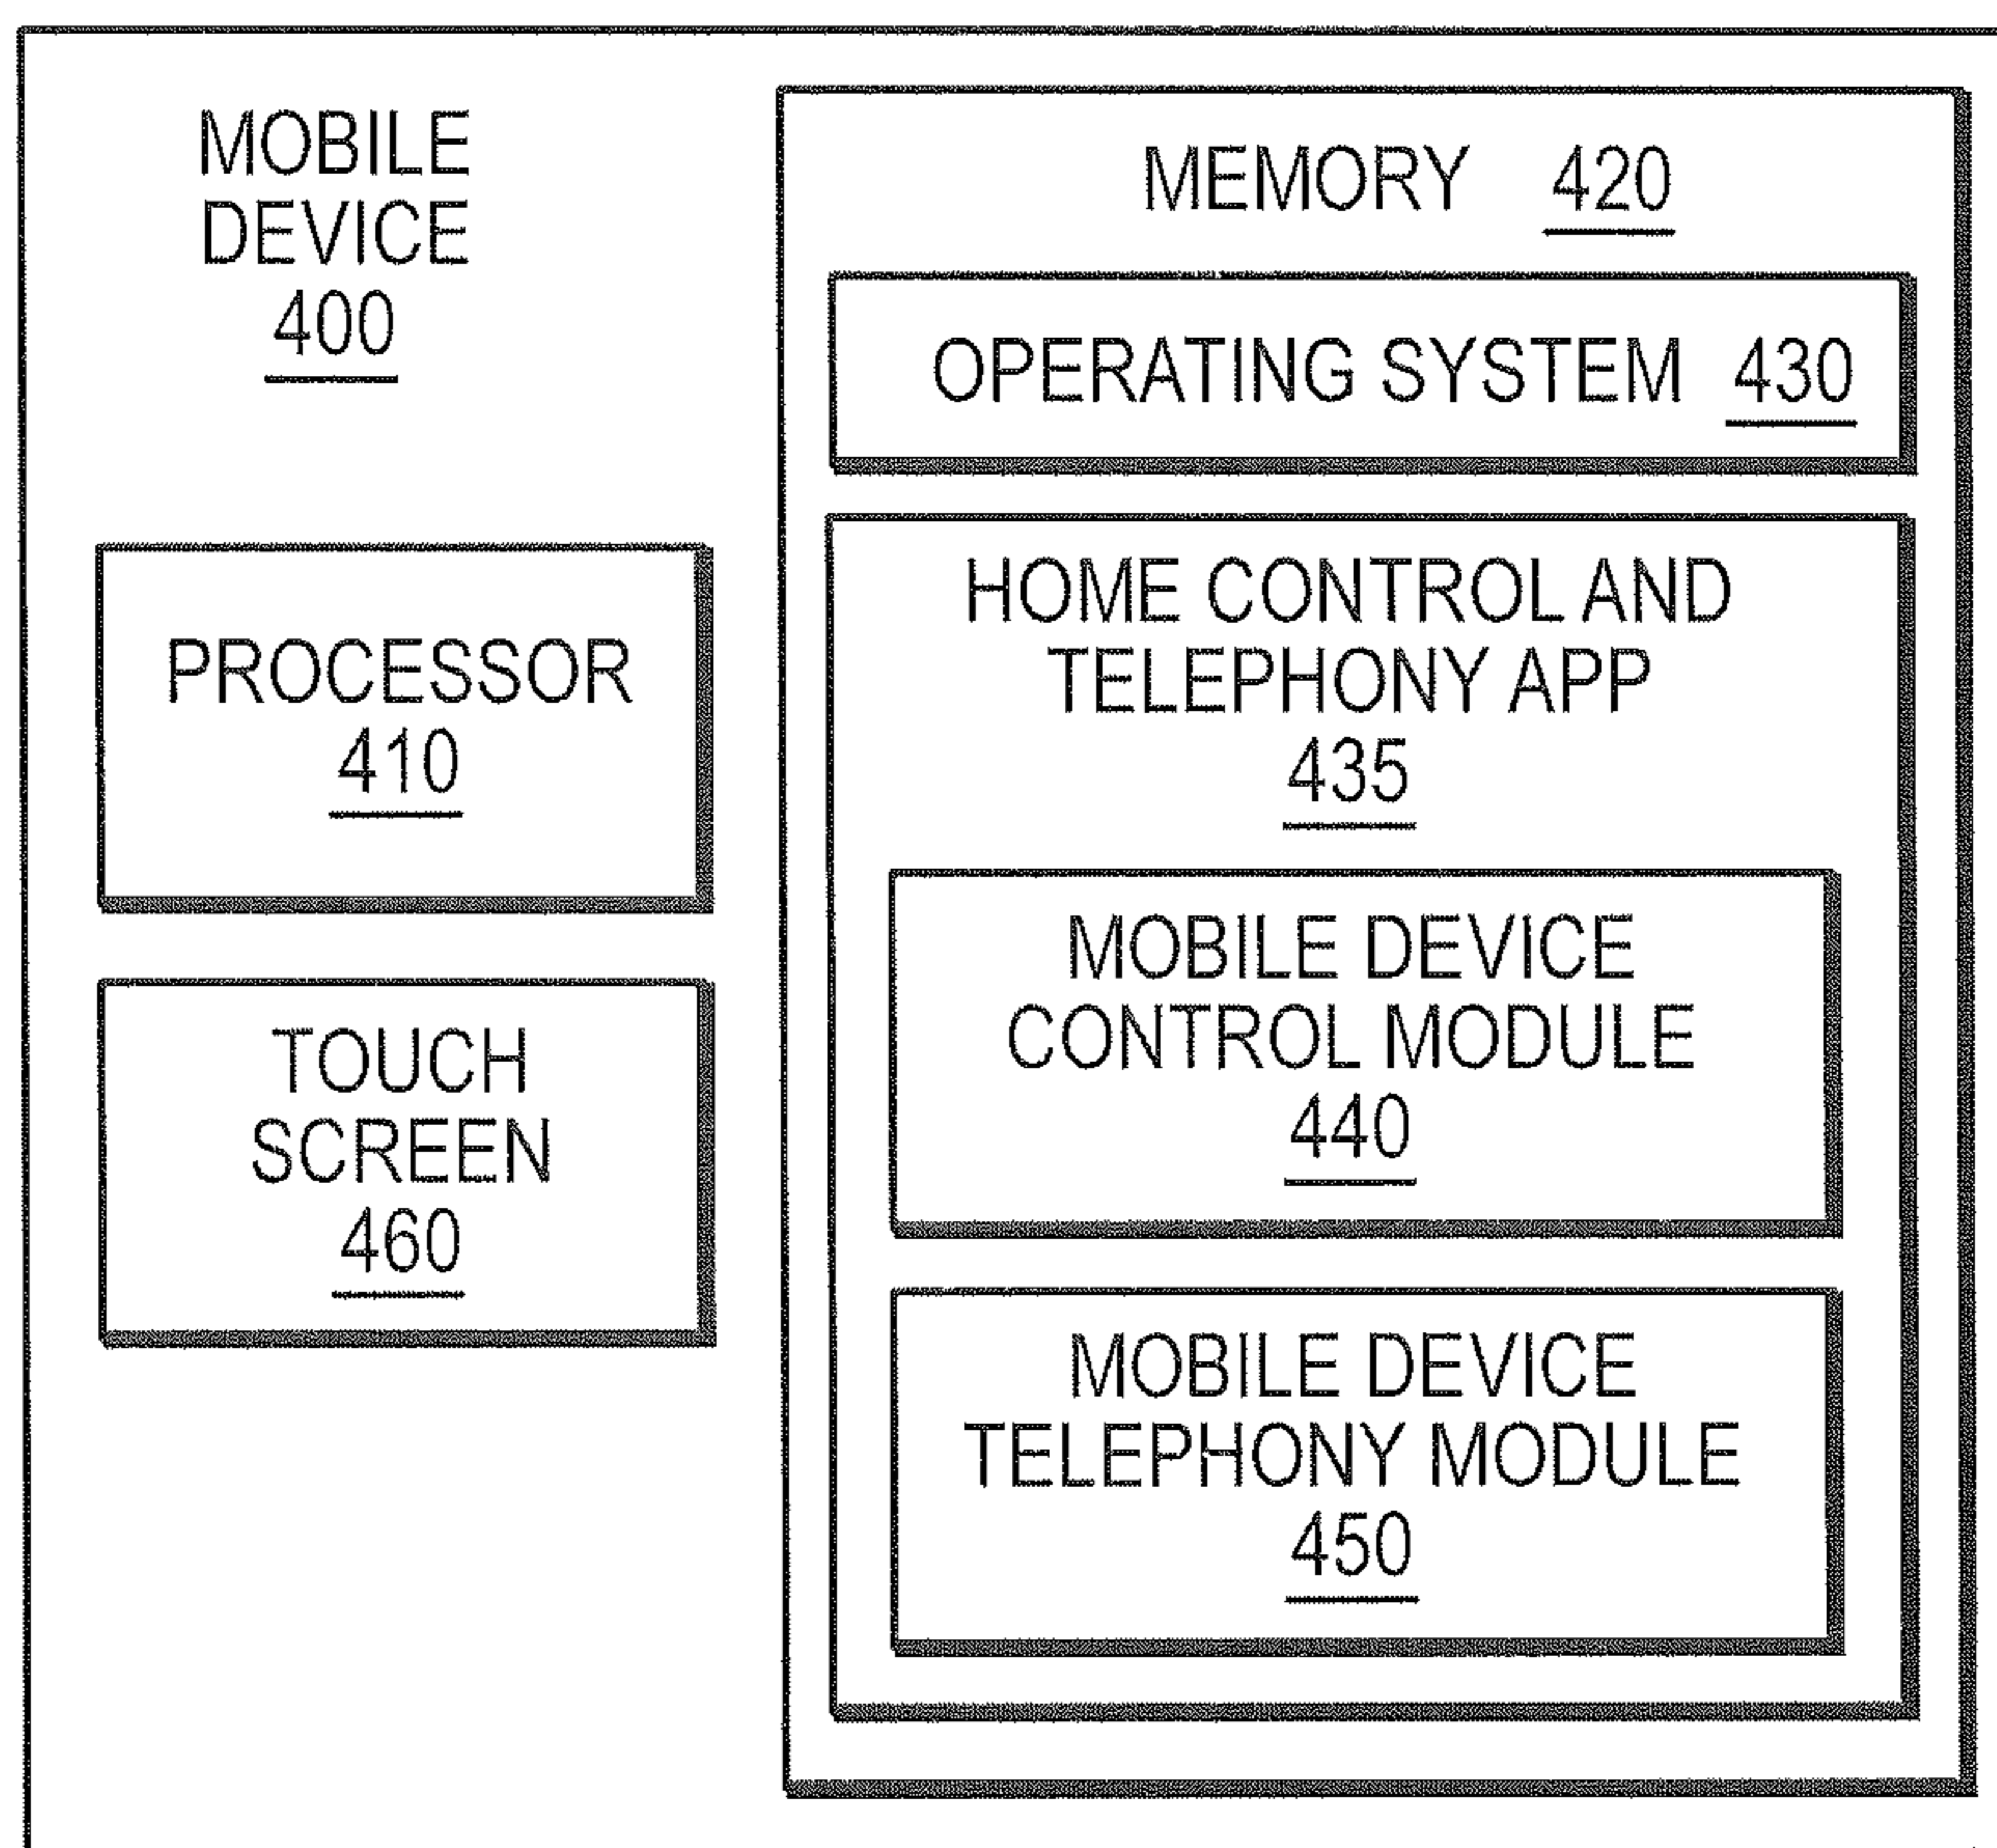 MOBILE
DEVICE
400
PROCESSOR
410
TOUCH
SCREEN
460
MEMORY 420
OPERATING SYSTEM 430
HOME CONTROL AND
TELEPHONY APP
435
MOBILE DEVICE
CONTROL MODULE
440
MOBILE DEVICE
TELEPHONY MODULE
450